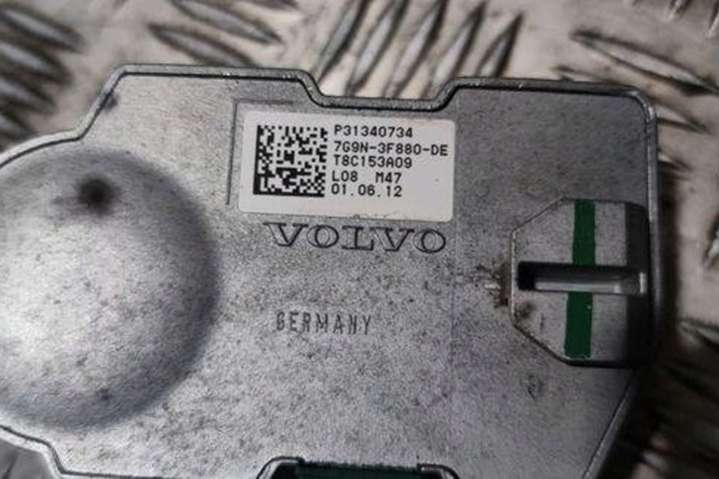 P31340734
7G9N-3F880-DE
T8C153A09
L08 M47
01.06.12
VOLVO
GERMANY